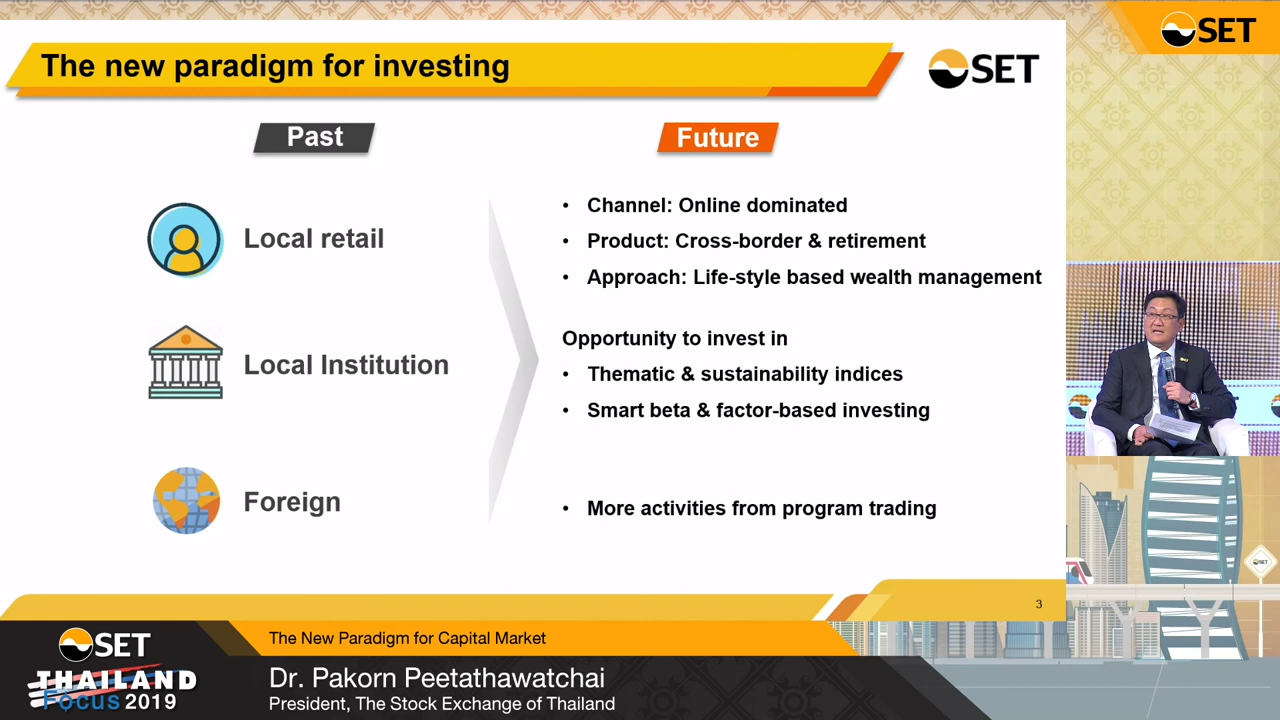 SET
The new paradigm for investing
SET
Past
Future
Local retail
• Channel: Online dominated
• Product: Cross-border & retirement
• Approach: Life-style based wealth management
Local Institution
Opportunity to invest in
• Thematic & sustainability indices
• Smart beta & factor-based investing
Foreign
• More activities from program trading
3
SET
THAILAND
Focus 2019
The New Paradigm for Capital Market
Dr. Pakorn Peetathawatchai
President, The Stock Exchange of Thailand
SET